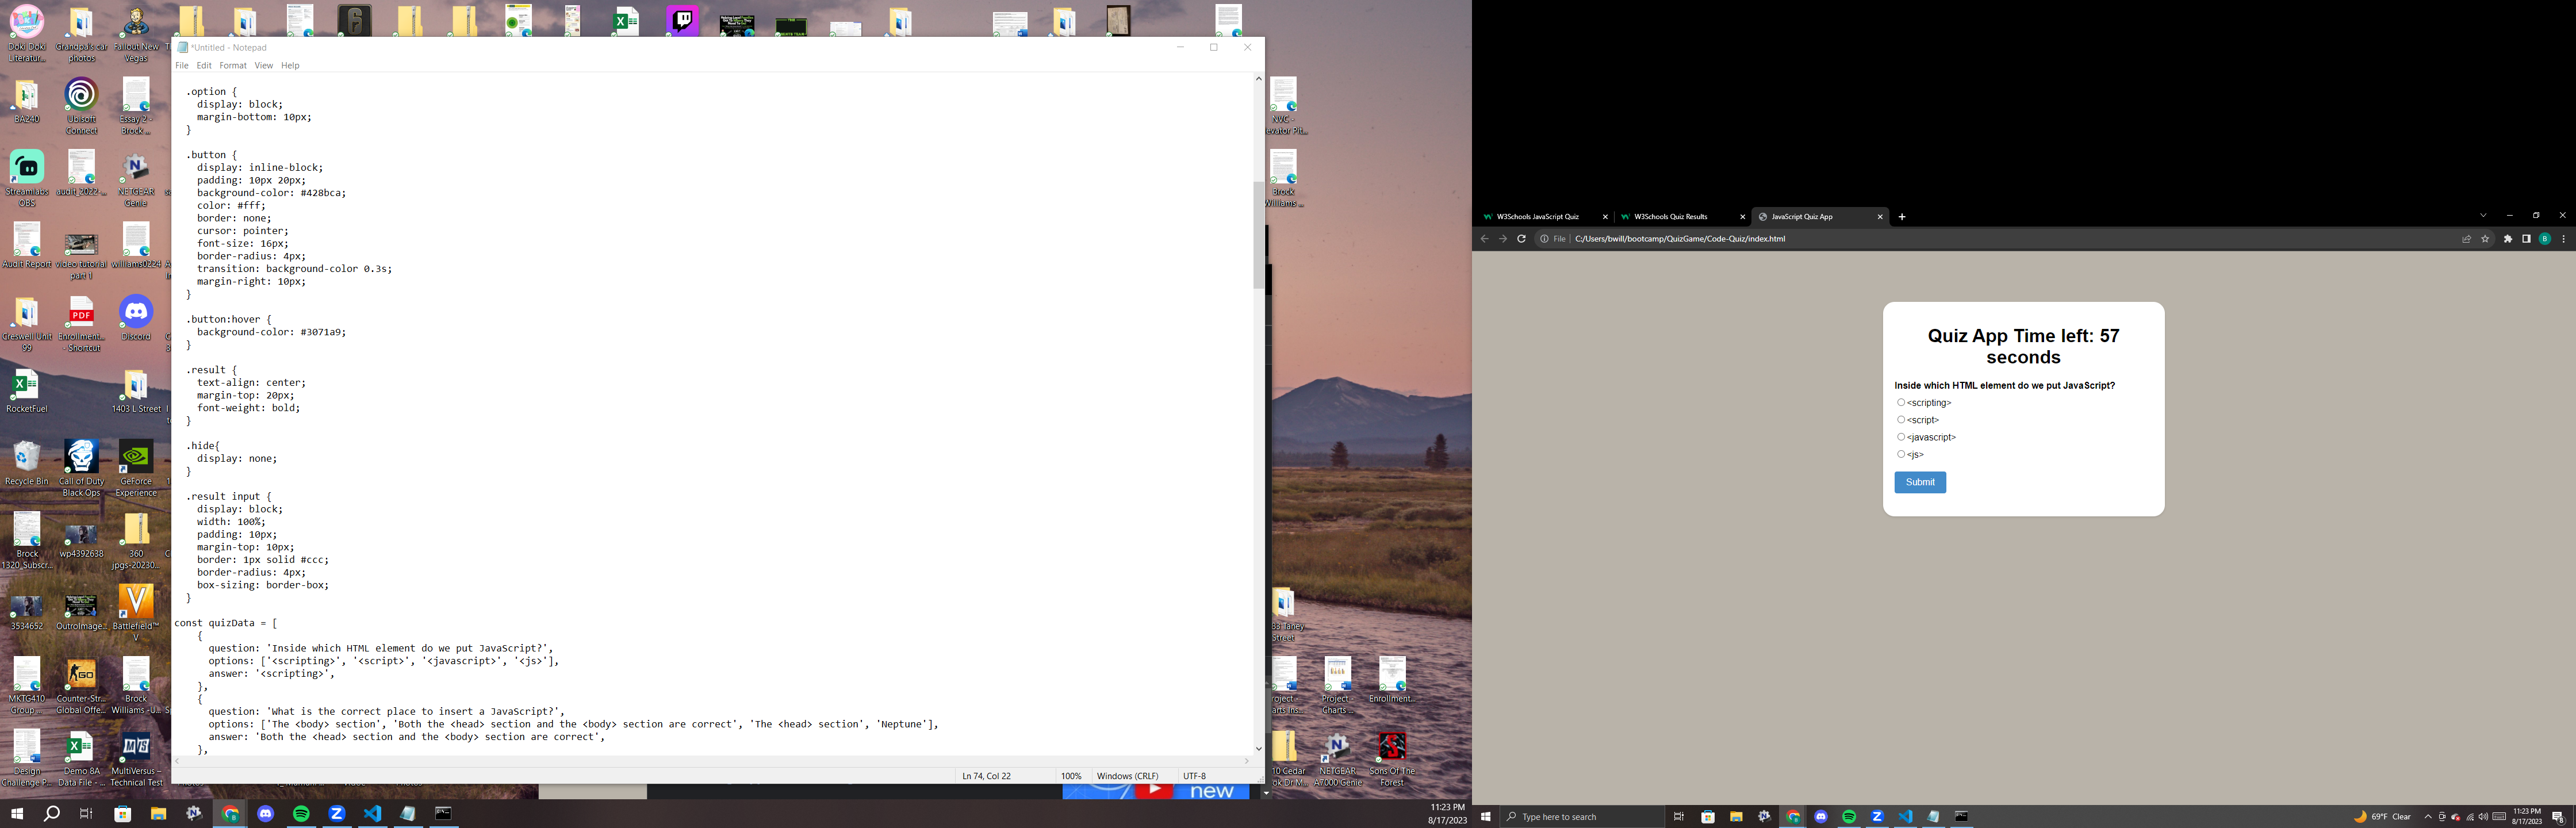 Doki Doki Literatur...
Grandpa's car photos
Fallout New Vegas
BA240
Ubisoft Connect
Essay 2 - Brock ...
Streamlabs OBS
audit_2022-...
NETGEAR Genie
Audit Report
video tutorial part 1
williams0224
Creswell Unit 99
Enrollment... - Shortcut
Discord
RocketFuel
1403 L Street
Recycle Bin
Call of Duty Black Ops
GeForce Experience
Brock 1320_Subscr...
wp4392638
360 jpgs-20230...
3534652
OutroImage...
Battlefield™ V
MKTG410 Group ...
Counter-Str... Global Offe...
Brock Williams -U...
Design Challenge P...
Demo 8A Data File - ...
MultiVersus – Technical Test
*Untitled - Notepad
File Edit Format View Help
.option {
display: block;
margin-bottom: 10px;
}
.button {
display: inline-block;
padding: 10px 20px;
background-color: #428bca;
color: #fff;
border: none;
cursor: pointer;
font-size: 16px;
border-radius: 4px;
transition: background-color 0.3s;
margin-right: 10px;
}
.button:hover {
background-color: #3071a9;
}
.result {
text-align: center;
margin-top: 20px;
font-weight: bold;
}
.hide{
display: none;
}
.result input {
display: block;
width: 100%;
padding: 10px;
margin-top: 10px;
border: 1px solid #ccc;
border-radius: 4px;
box-sizing: border-box;
}
const quizData = [
{
question: 'Inside which HTML element do we put JavaScript?',
options: ['<scripting>', '<script>', '<javascript>', '<js>'],
answer: '<scripting>',
},
{
question: 'What is the correct place to insert a JavaScript?',
options: ['The <body> section', 'Both the <head> section and the <body> section are correct', 'The <head> section', 'Neptune'],
answer: 'Both the <head> section and the <body> section are correct',
},
Ln 74, Col 22 100% Windows (CRLF) UTF-8
NVC -
Brock
Williams ...
Taney
Street
Project - Charts ...
Enrollment...
10 Cedar
NETGEAR A7000 Genie
Sons Of The Forest
new
11:23 PM
8/17/2023
W3Schools JavaScript Quiz
W3Schools Quiz Results
JavaScript Quiz App
File C:/Users/bwill/bootcamp/QuizGame/Code-Quiz/index.html
Quiz App Time left: 57
seconds
Inside which HTML element do we put JavaScript?
<scripting>
<script>
<javascript>
<js>
Submit
Type here to search
69°F Clear
11:23 PM
8/17/2023